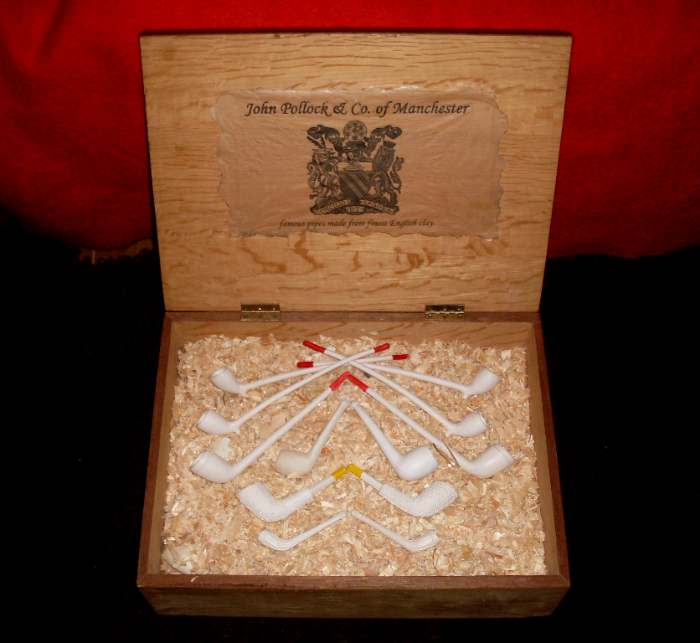 John Pollock & Co. of Manchester
famous pipes made from finest English clay.